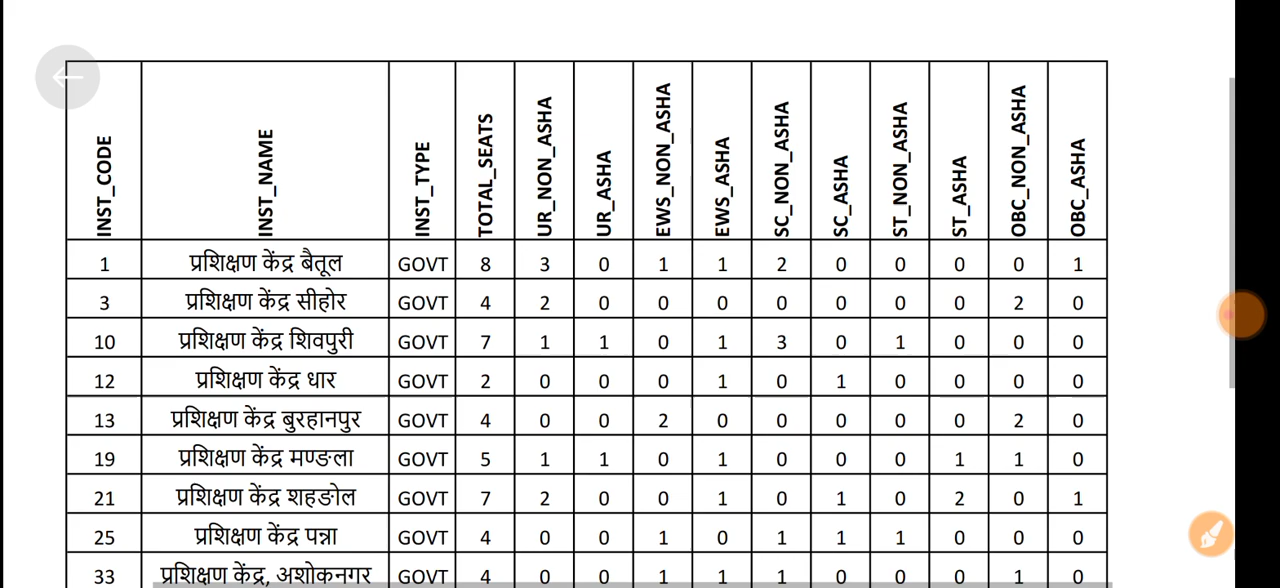 INST_CODE INST_NAME INST_TYPE TOTAL_SEATS UR_NON_ASHA UR_ASHA EWS_NON_ASHA EWS_ASHA SC_NON_ASHA SC_ASHA ST_NON_ASHA ST_ASHA OBC_NON_ASHA OBC_ASHA
1 प्रशिक्षण केंद्र बैतूल GOVT 8 3 0 1 1 2 0 0 0 0 1
3 प्रशिक्षण केंद्र सीहोर GOVT 4 2 0 0 0 0 0 0 0 2 0
10 प्रशिक्षण केंद्र शिवपुरी GOVT 7 1 1 0 1 3 0 1 0 0 0
12 प्रशिक्षण केंद्र धार GOVT 2 0 0 0 1 0 1 0 0 0 0
13 प्रशिक्षण केंद्र बुरहानपुर GOVT 4 0 0 2 0 0 0 0 0 2 0
19 प्रशिक्षण केंद्र मण्डला GOVT 5 1 1 0 1 0 0 0 1 1 0
21 प्रशिक्षण केंद्र शहडोल GOVT 7 2 0 0 1 0 1 0 2 0 1
25 प्रशिक्षण केंद्र पन्ना GOVT 4 0 0 1 0 1 1 1 0 0 0
33 प्रशिक्षण केंद्र, अशोकनगर GOVT 4 0 0 1 1 1 0 0 0 1 0